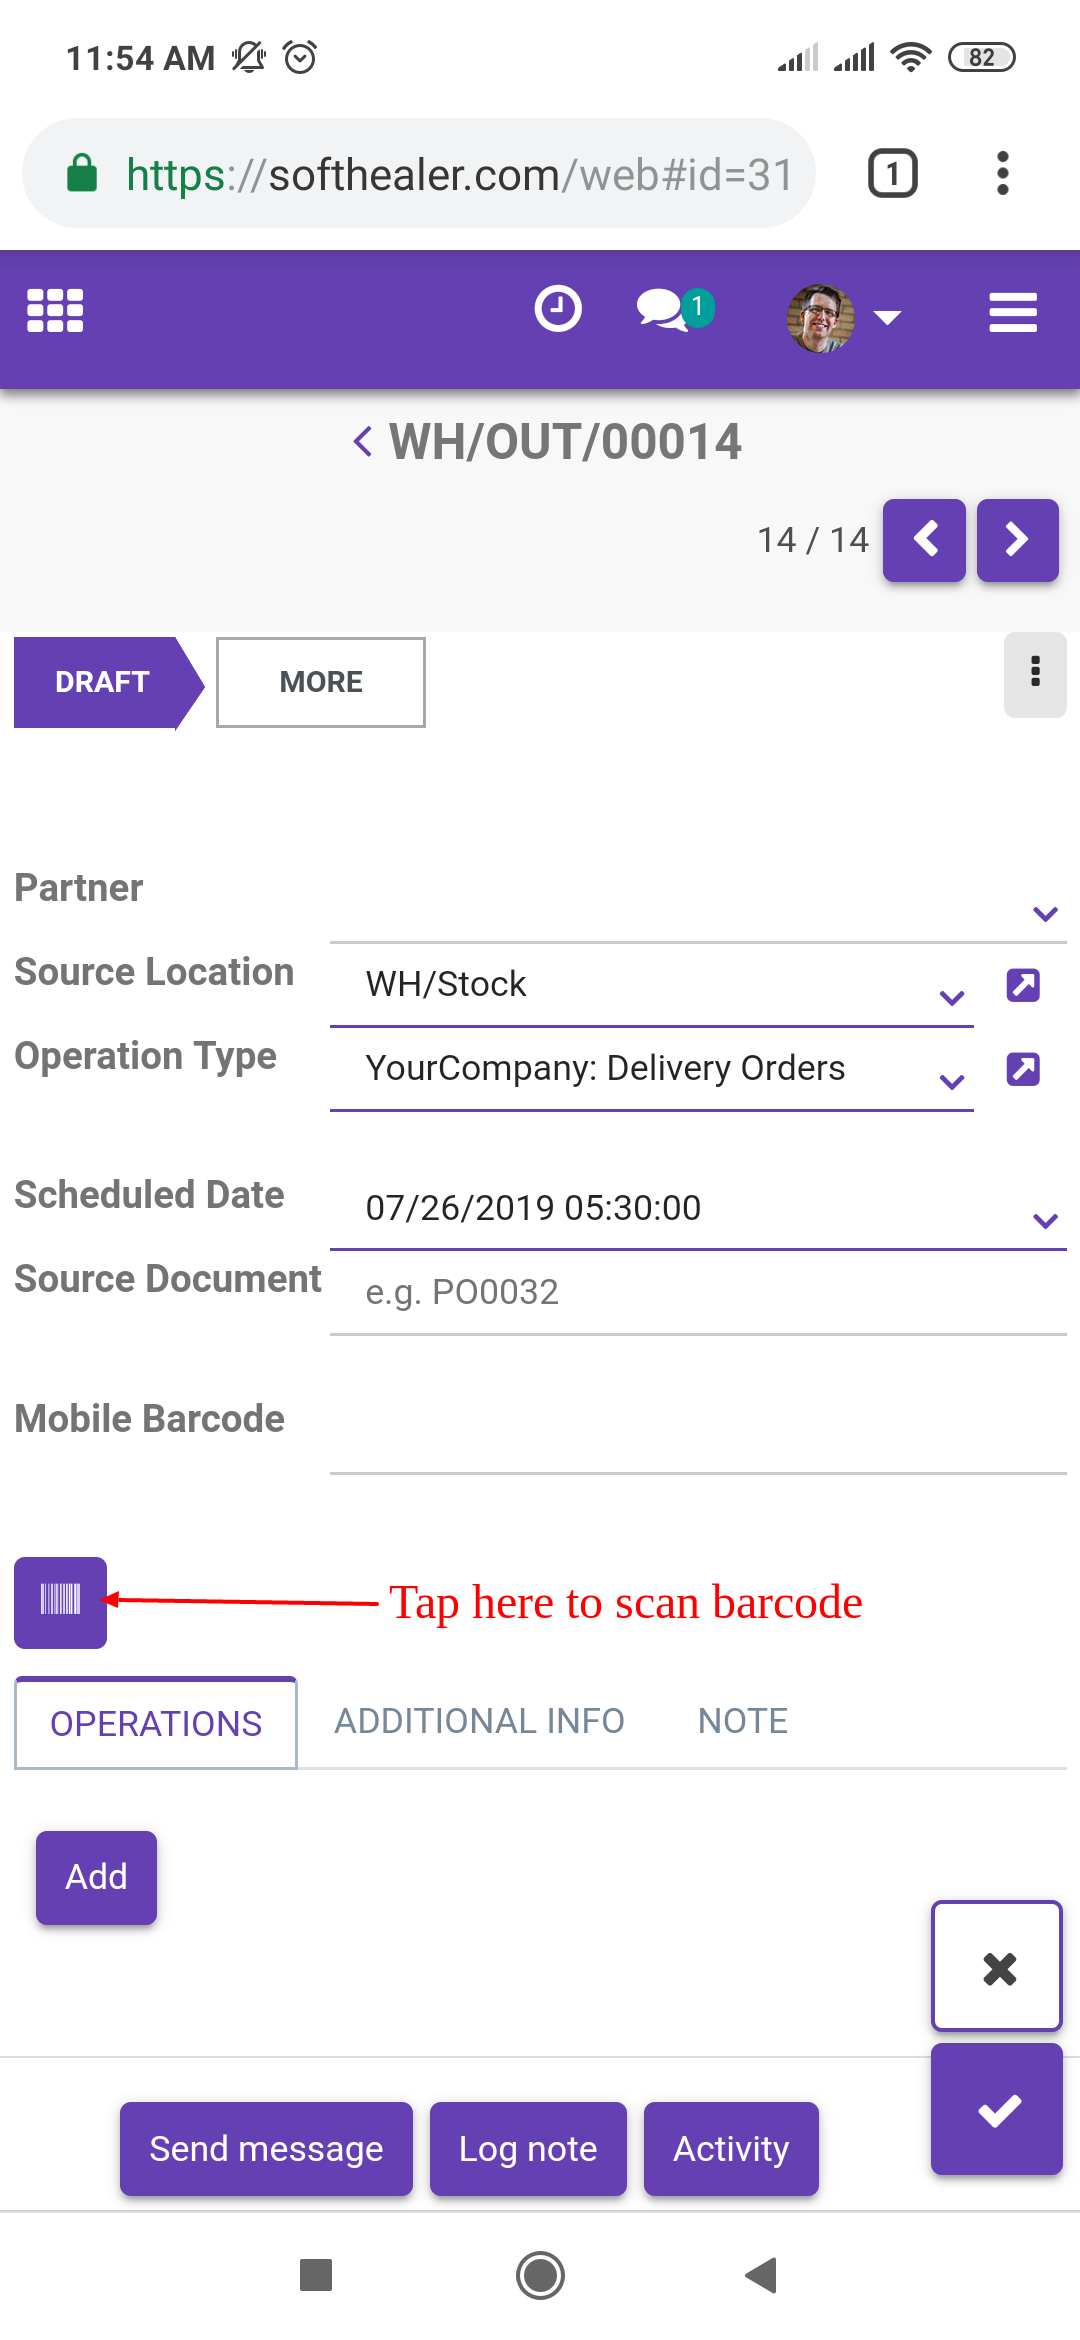 11:54 AM
82
https://softhealer.com/web#id=31
1
1
WH/OUT/00014
14 / 14
DRAFT
MORE
Partner
Source Location
WH/Stock
Operation Type
YourCompany: Delivery Orders
Scheduled Date
07/26/2019 05:30:00
Source Document
e.g. PO0032
Mobile Barcode
Tap here to scan barcode
OPERATIONS
ADDITIONAL INFO
NOTE
Add
Send message
Log note
Activity